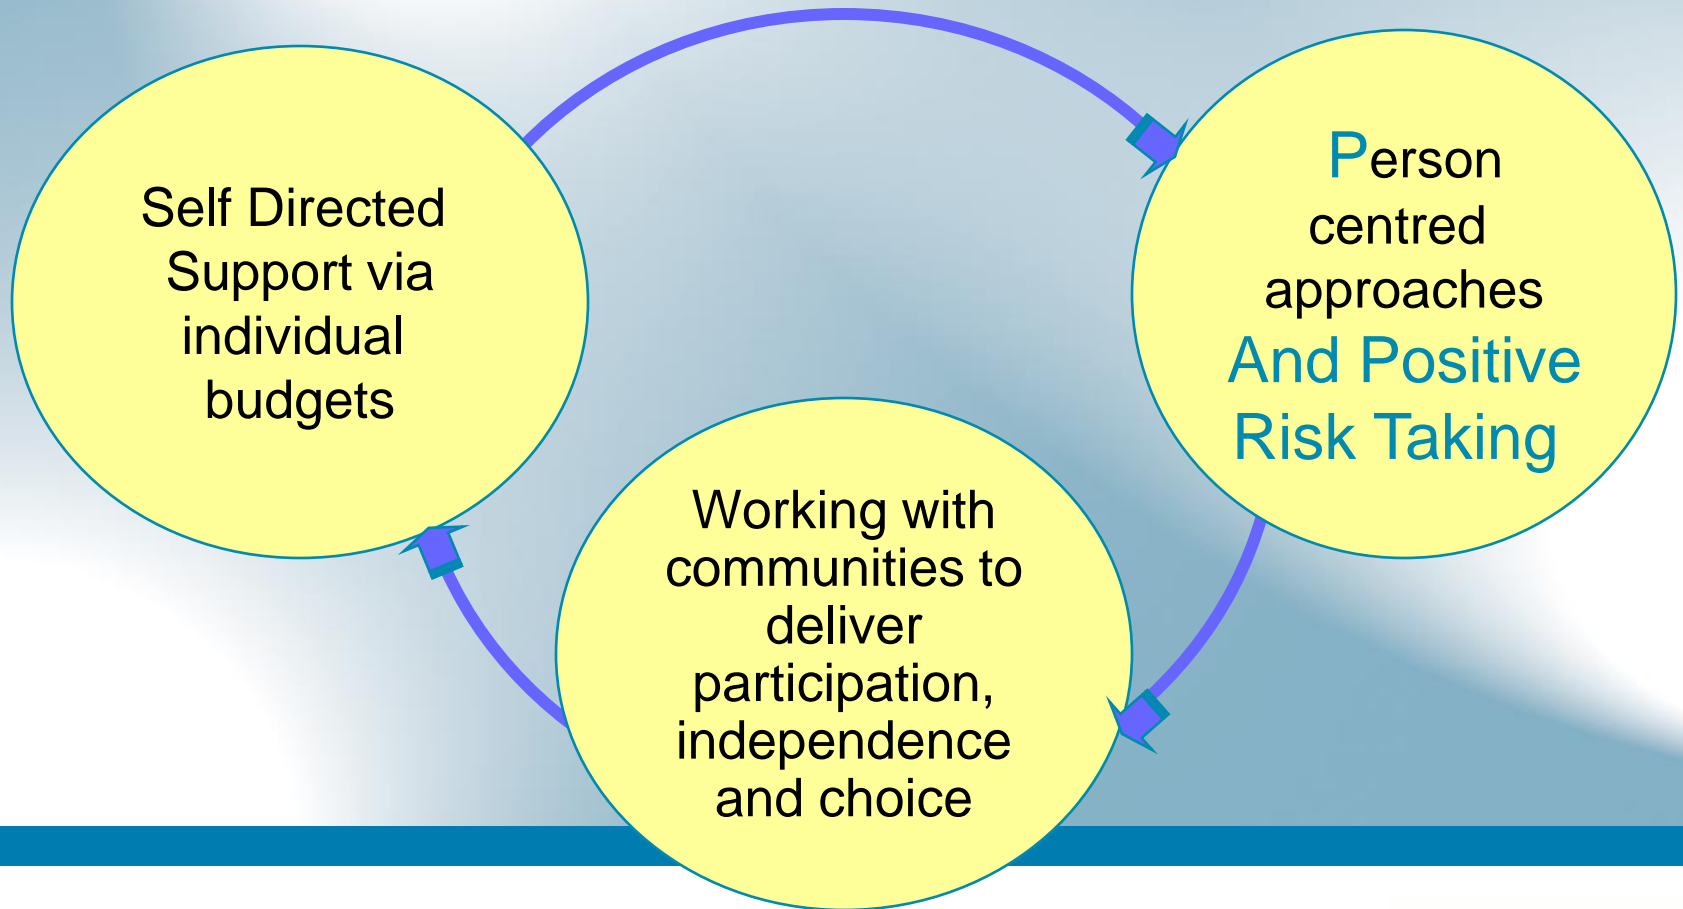 Self Directed
Support via
individual
budgets
Person
centred
approaches
And Positive
Risk Taking
Working with
communities to
deliver
participation,
independence
and choice